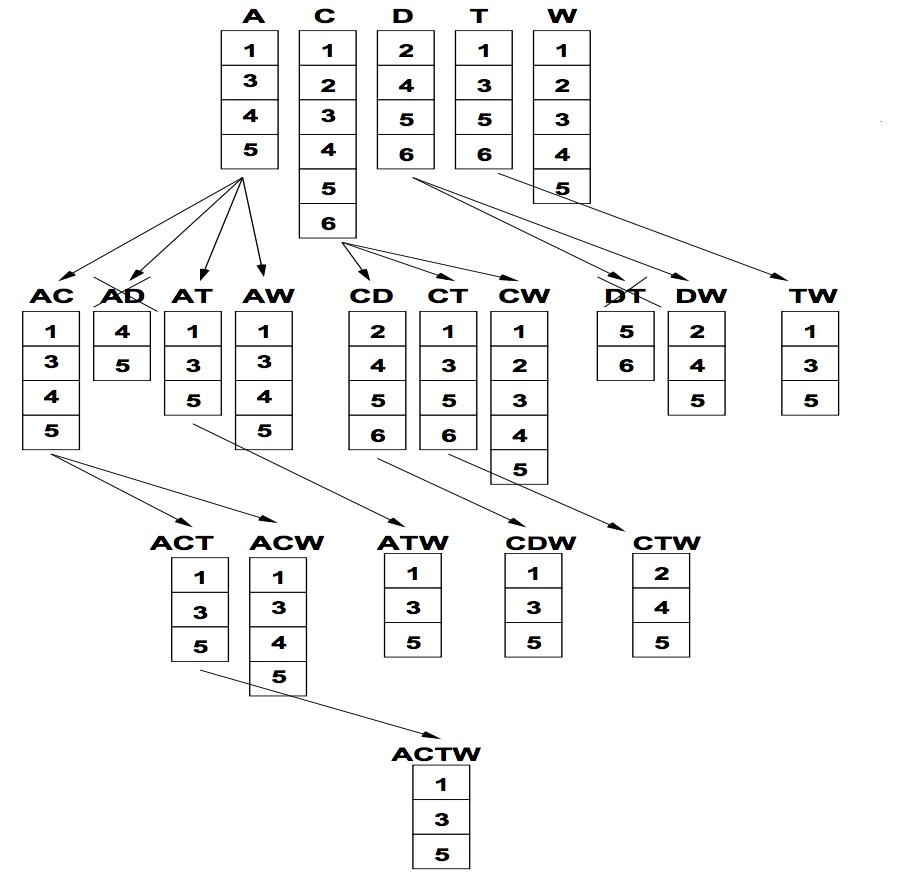 A C D T W
1 1 2 1 1
3 2 4 3 2
4 3 5 5 3
5 4 6 6 4
5 5
6
AC AD AT AW CD CT CW DT DW TW
1 4 1 1 2 1 1 5 2 1
3 5 3 3 4 3 2 6 4 3
4 5 4 5 5 3 5 5
5 5 6 6 4
5
ACT ACW ATW CDW CTW
1 1 1 1 2
3 3 3 3 4
5 4 5 5 5
5
ACTW
1
3
5